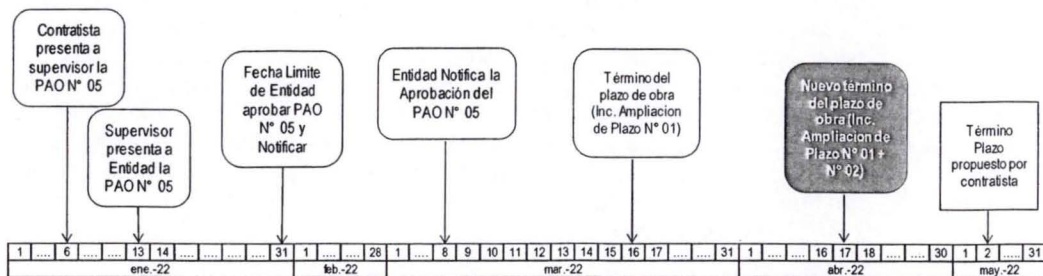 Contratista
presenta a
supervisor la
PAO N° 05
Supervisor
presenta a
Entidad la
PAO N° 05
Fecha Limite
de Entidad
aprobar PAO
N° 05 y
Notificar
Entidad Notifica la
Aprobación del
PAO N° 05
Término del
plazo de obra
(Inc. Ampliacion
de Plazo N° 01)
Nuevo término
del plazo de
obra (Inc.
Ampliacion de
Plazo N° 01 +
N° 02)
Término
Plazo
propuesto por
contratista
1 .... 6 .... .... .... 13 14 .... .... .... .... 31 1 .... .... 28 1 .... 8 9 10 11 12 13 14 15 16 17 .... .... 31 1 .... .... 16 17 18 .... .... 30 1 2 .... 31
ene.-22 feb.-22 mar.-22 abr.-22 may.-22